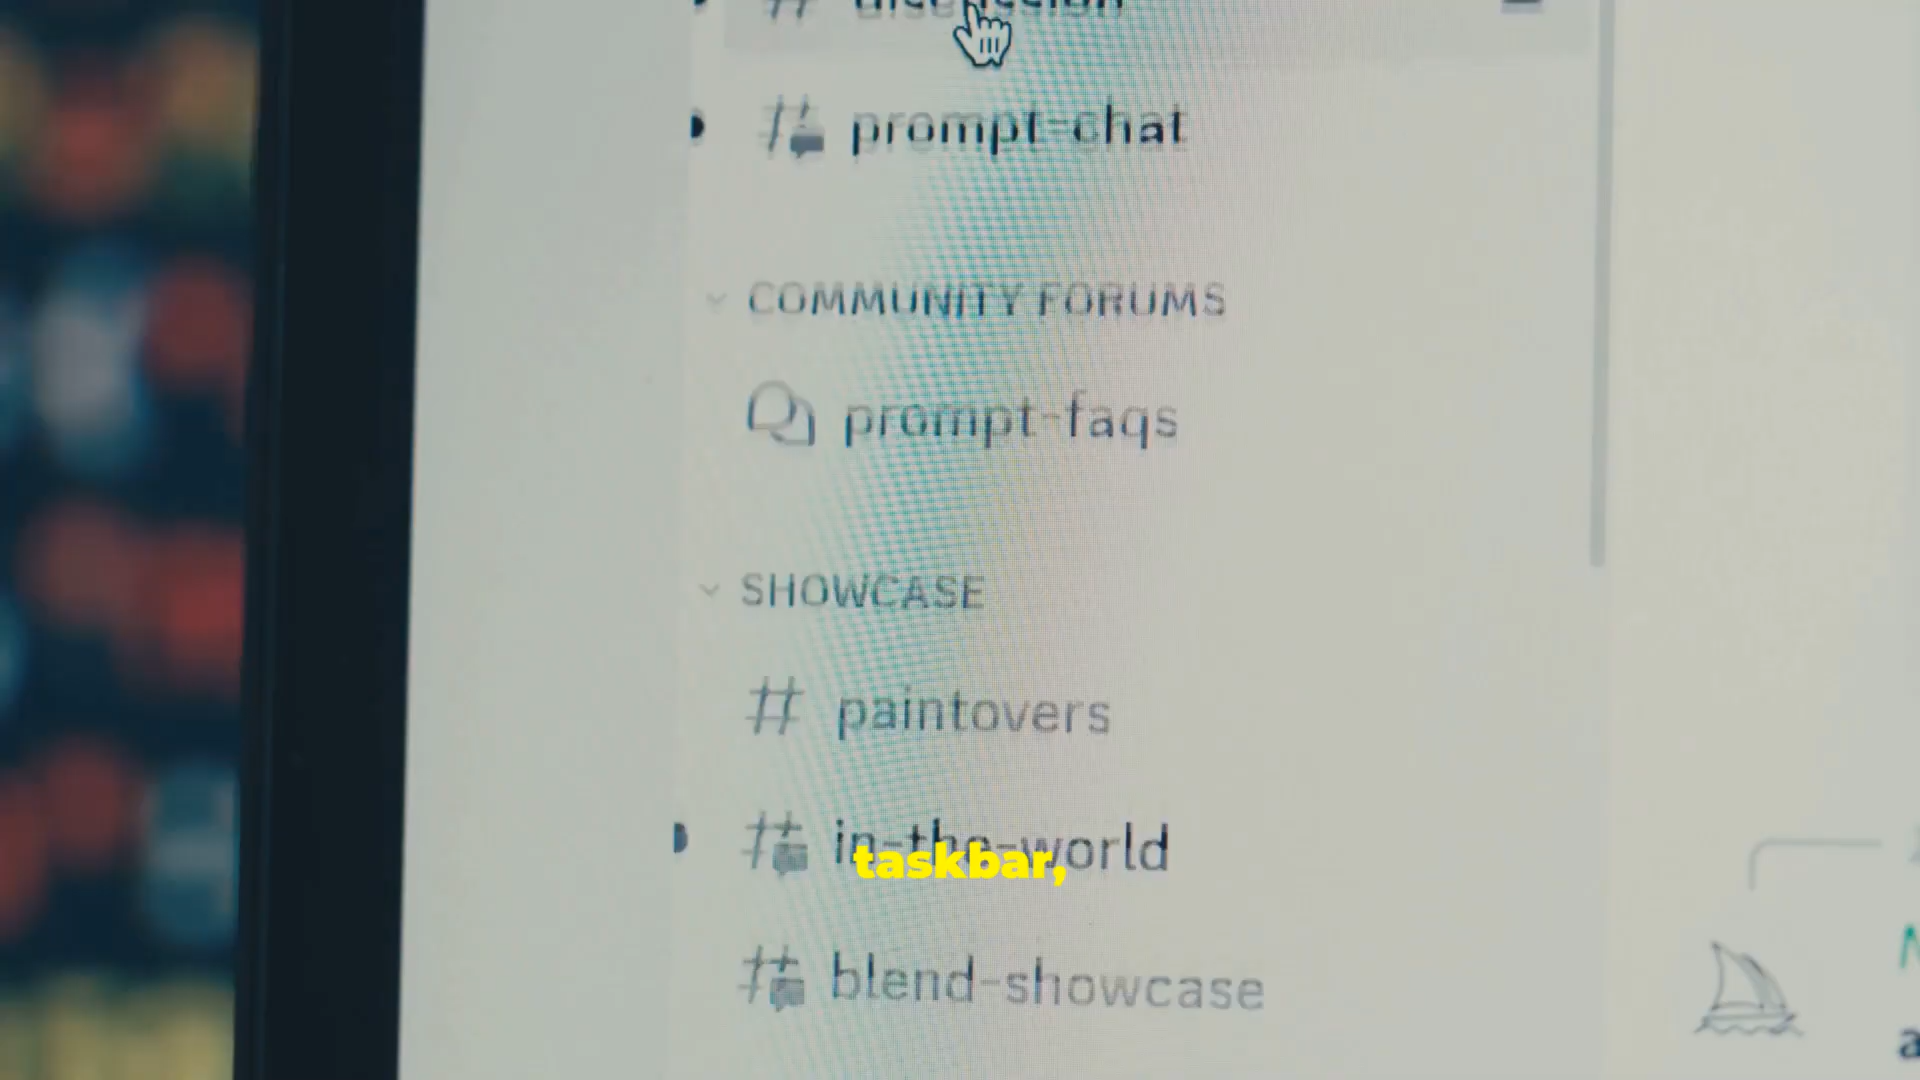 prompt-chat
COMMUNITY FORUMS
prompt-faqs
SHOWCASE
paintovers
in-the-world
taskbar,
blend-showcase